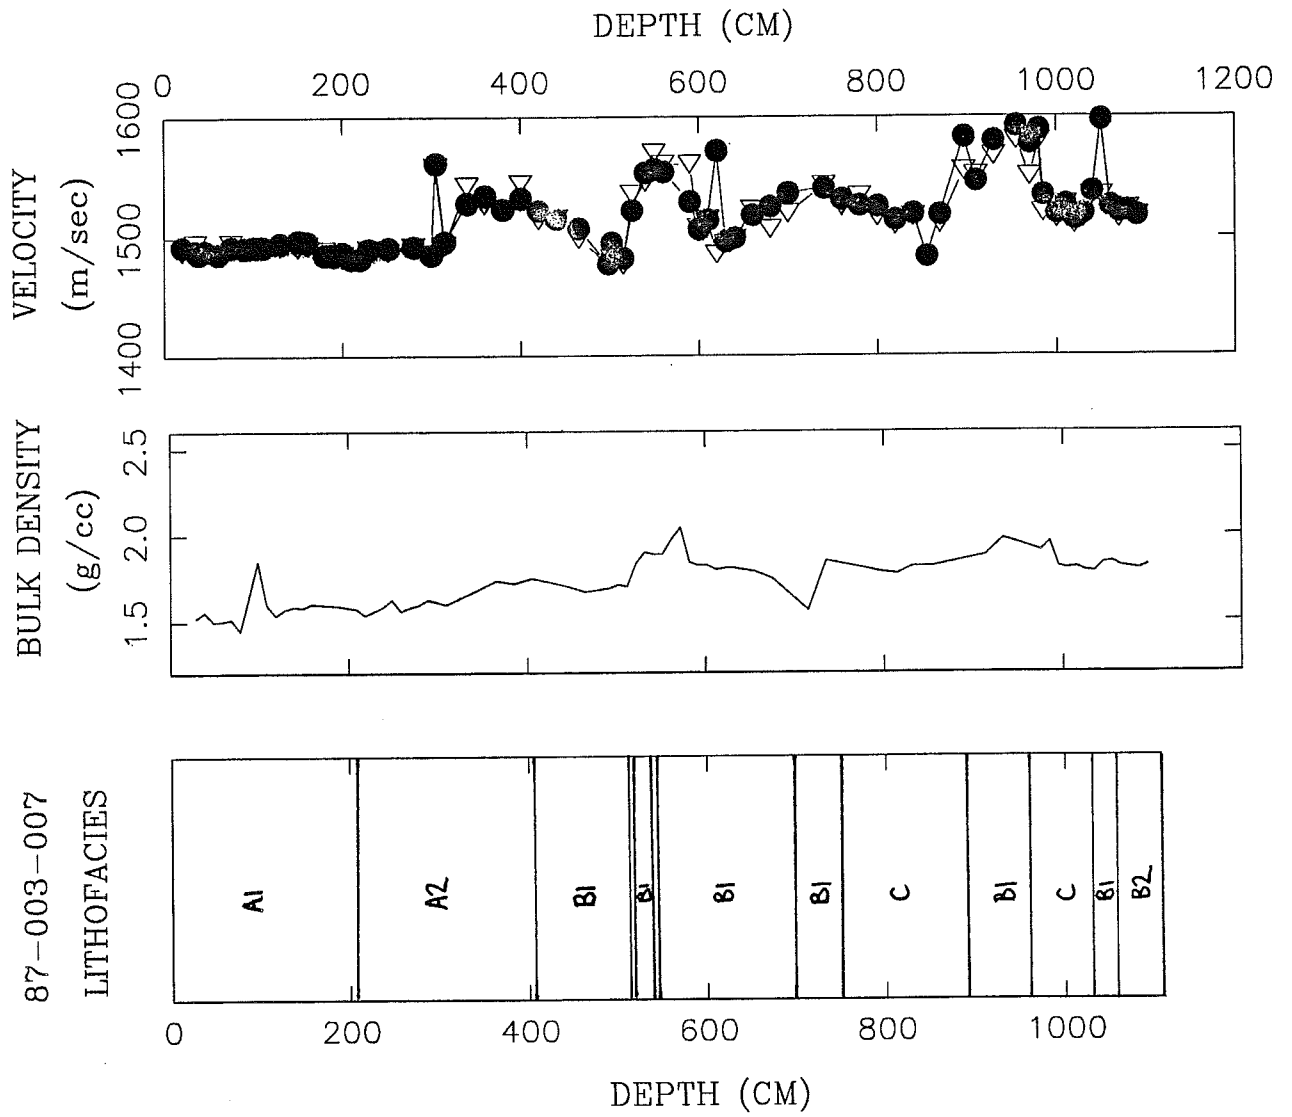 DEPTH (CM)
0 200 400 600 800 1000 1200
VELOCITY
(m/sec)
1600
1500
1400
BULK DENSITY
(g/cc)
2.5
2.0
1.5
87-003-007
LITHOFACIES
A1 A2 B1 B1 B1 B1 C B1 C B1 B2
0 200 400 600 800 1000
DEPTH (CM)